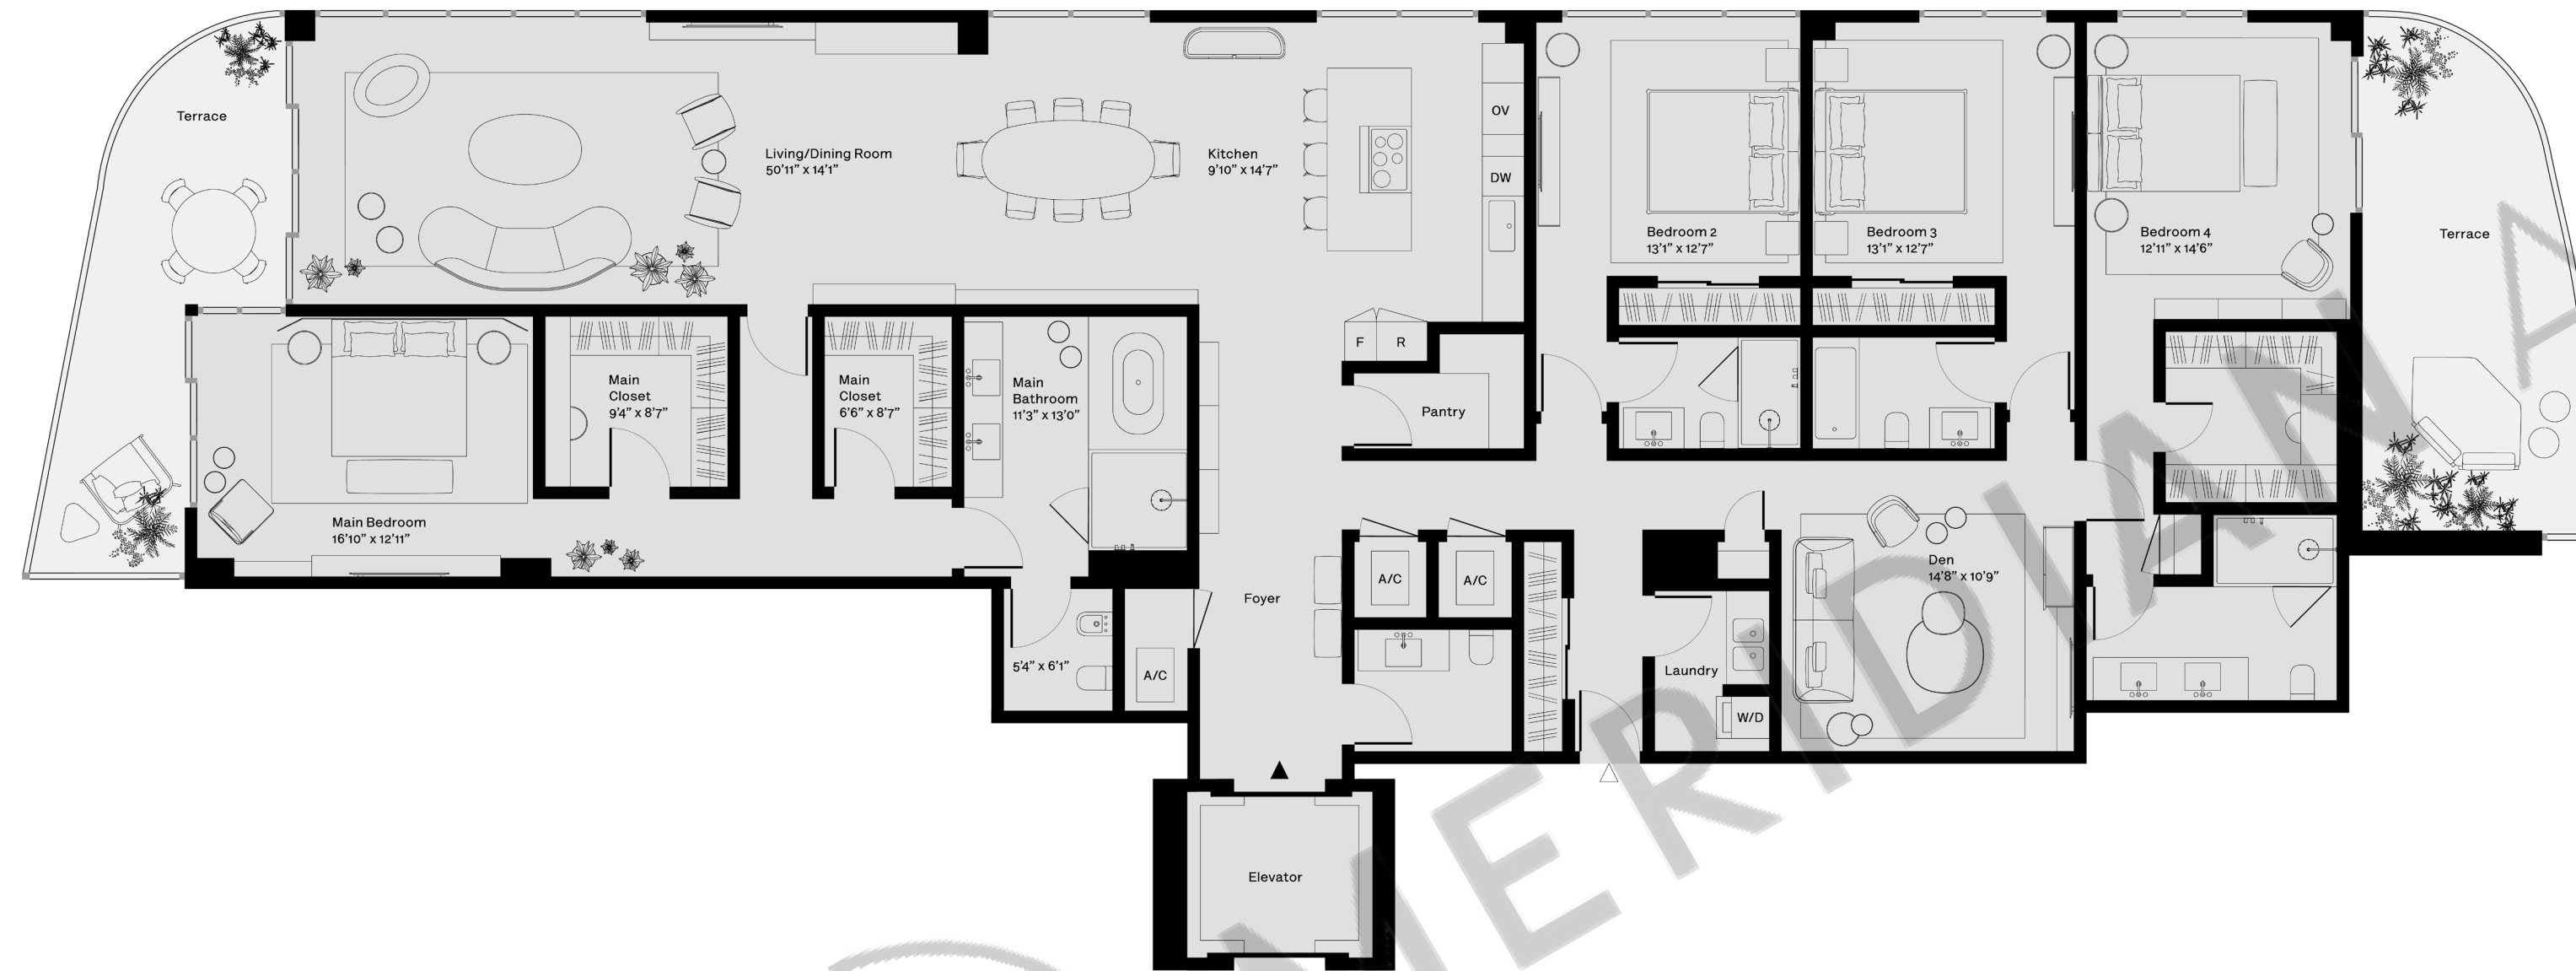 Terrace
Living/Dining Room
50'11" x 14'1"
Kitchen
9'10" x 14'7"
OV
DW
Bedroom 2
13'1" x 12'7"
Bedroom 3
13'1" x 12'7"
Bedroom 4
12'11" x 14'6"
Terrace
F
R
Main
Closet
9'4" x 8'7"
Main
Closet
6'6" x 8'7"
Main
Bathroom
11'3" x 13'0"
Pantry
Main Bedroom
16'10" x 12'11"
A/C
A/C
Den
14'8" x 10'9"
Foyer
5'4" x 6'1"
A/C
Laundry
W/D
Elevator
MERIDIAN A